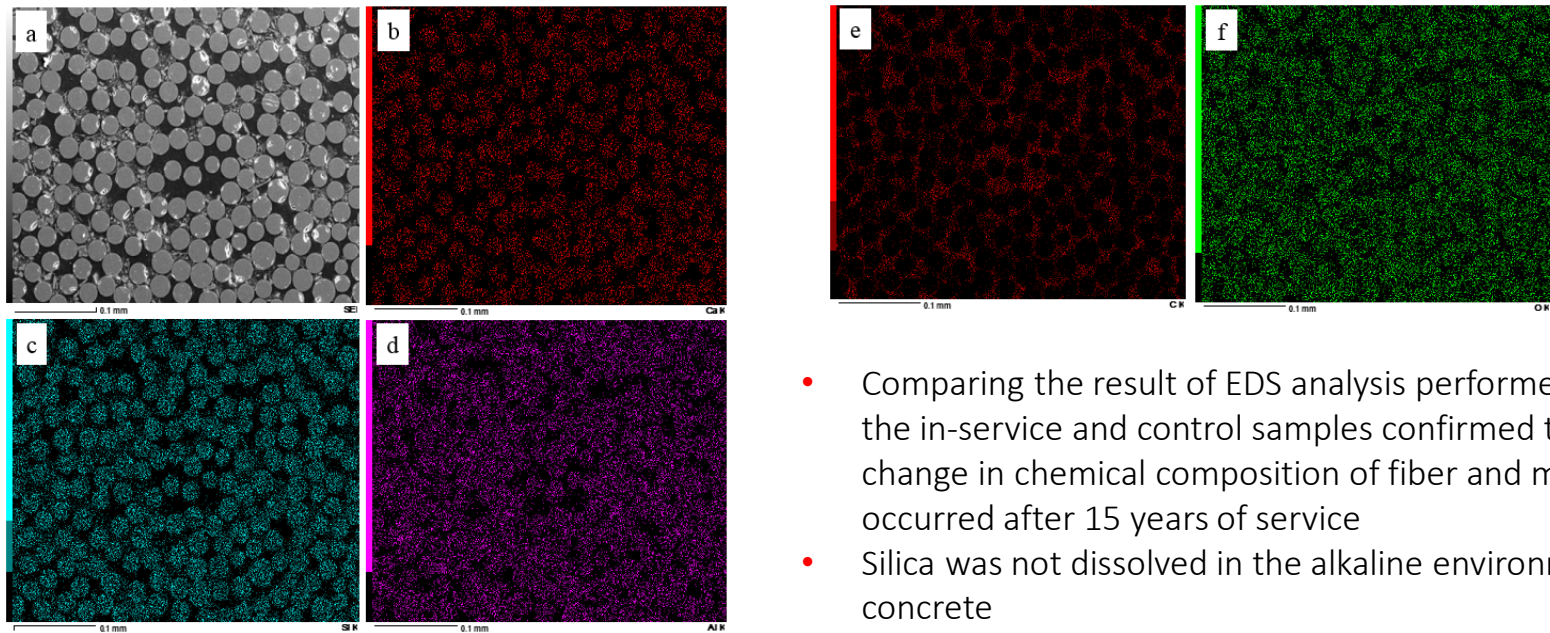 a
b
e
f
0.1 mm
SEI
0.1 mm
Ca K
0.1 mm
C K
0.1 mm
O K
c
d
• Comparing the result of EDS analysis performe
the in-service and control samples confirmed t
change in chemical composition of fiber and m
occurred after 15 years of service
• Silica was not dissolved in the alkaline environ
concrete
0.1 mm
Si K
0.1 mm
Al K